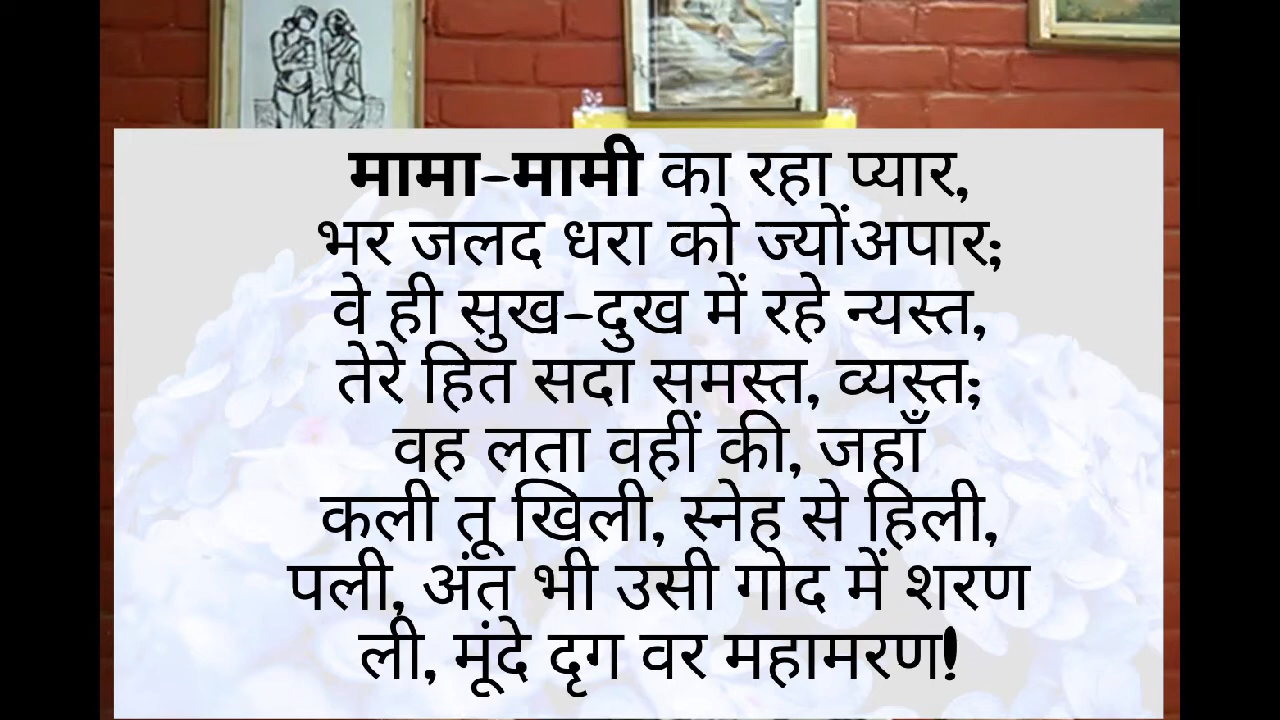 मामा-मामी का रहा प्यार,
भर जलद धरा को ज्योंअपार;
वे ही सुख-दुख में रहे न्यस्त,
तेरे हित सदा समस्त, व्यस्त;
वह लता वहीं की, जहाँ
कली तू खिली, स्नेह से हिली,
पली, अंत भी उसी गोद में शरण
ली, मूंदे दृग वर महामरण!